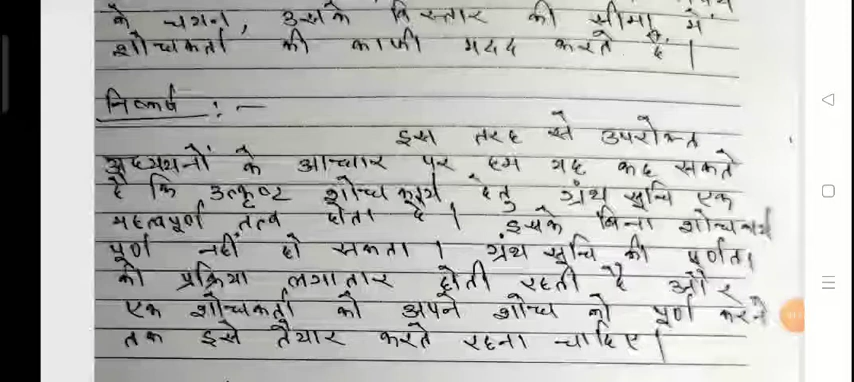 के चयन, उसके विस्तार की सीमा में
शोधकर्ता की काफी मदद करते है।
निष्कर्ष :-
इस तरह से उपरोक्त
अध्ययनों के आधार पर हम यह कह सकते
है कि उत्कृष्ट शोध कार्य हेतु ग्रंथ सूचि एक
महत्वपूर्ण तत्व होता है। इसके बिना शोधकार्य
पूर्ण नहीं हो सकता। ग्रंथ सूचि की पूर्णता
की प्रक्रिया लगातार होती रहती है और
एक शोधकर्ता को अपने शोध को पूर्ण करने
तक इसे तैयार करते रहना चाहिए।